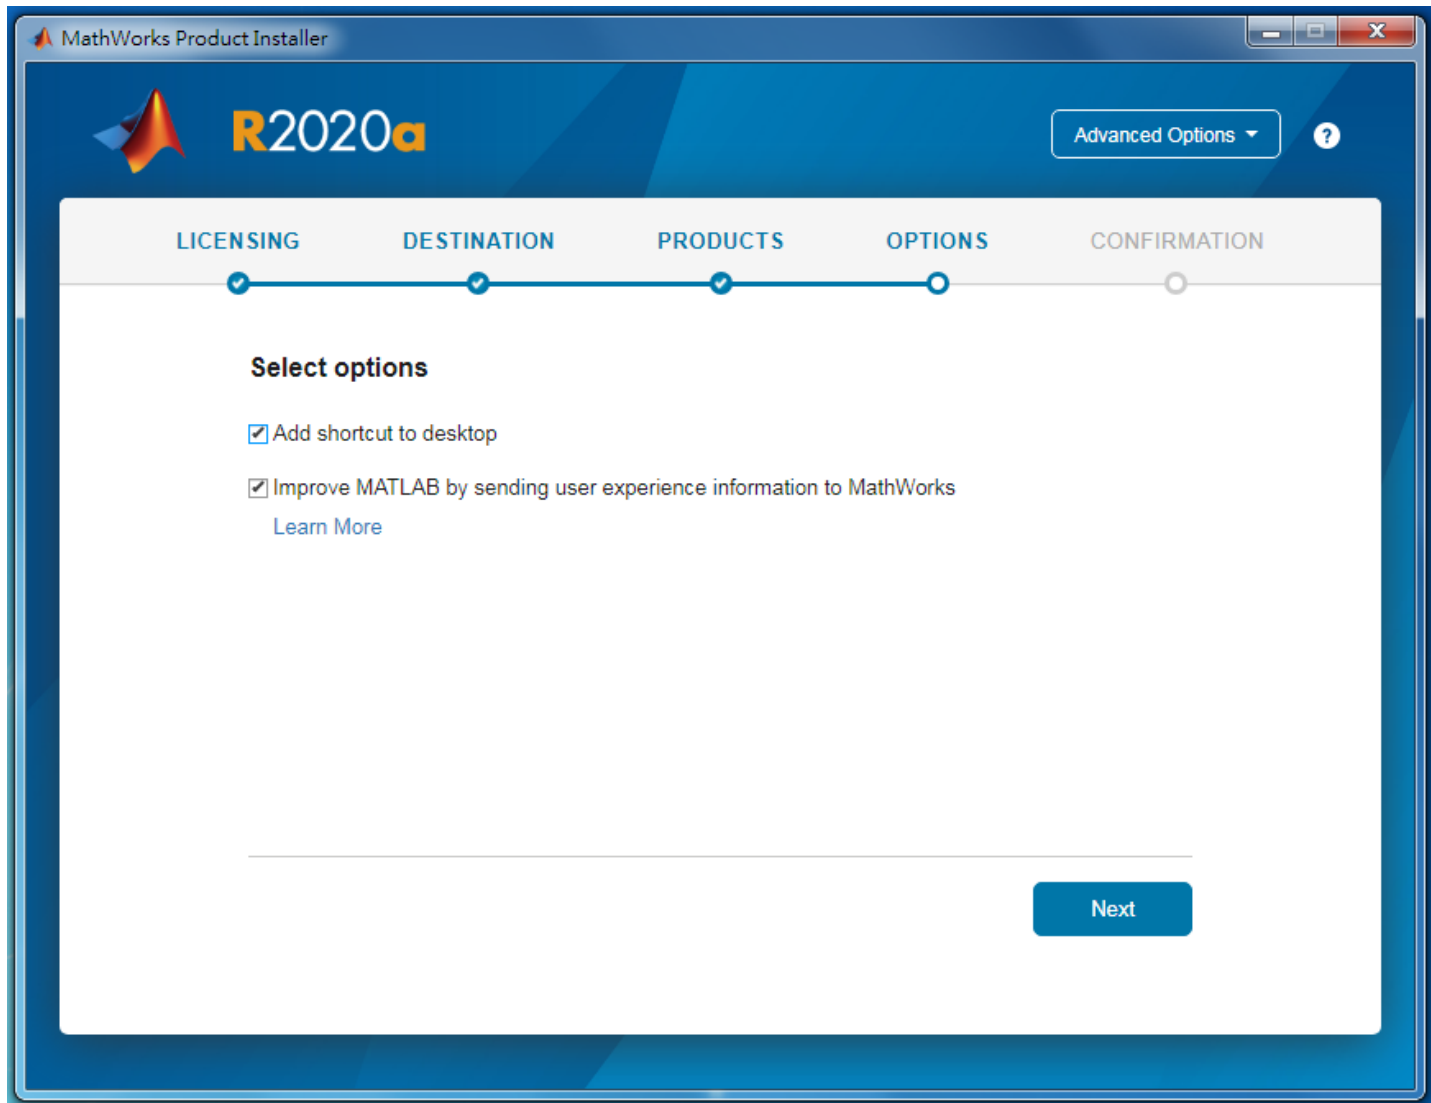 MathWorks Product Installer
R2020a
Advanced Options
?
LICENSING DESTINATION PRODUCTS OPTIONS CONFIRMATION
Select options
Add shortcut to desktop
Improve MATLAB by sending user experience information to MathWorks
Learn More
Next